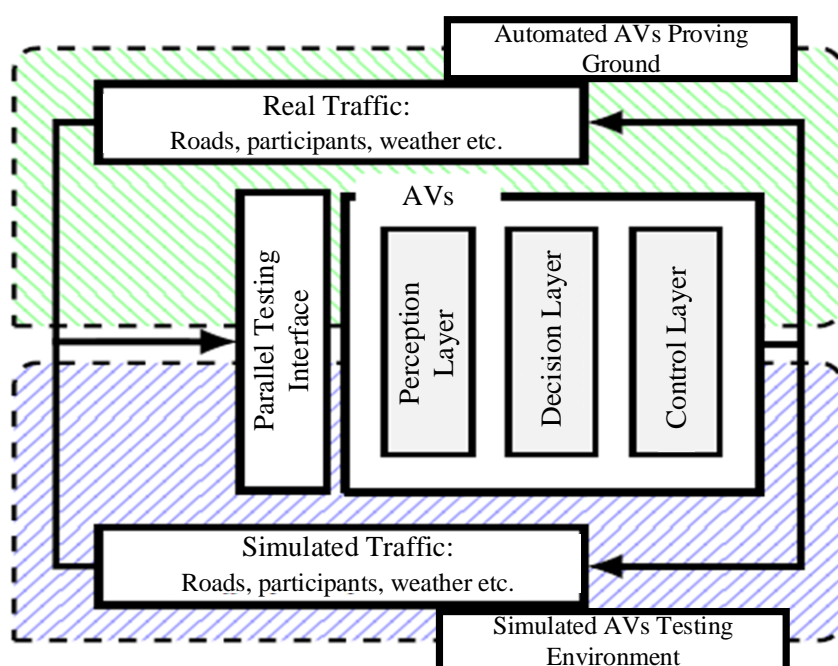 Automated AVs Proving
Ground
Real Traffic:
Roads, participants, weather etc.
AVs
Parallel Testing
Interface
Perception
Layer
Decision Layer
Control Layer
Simulated Traffic:
Roads, participants, weather etc.
Simulated AVs Testing
Environment